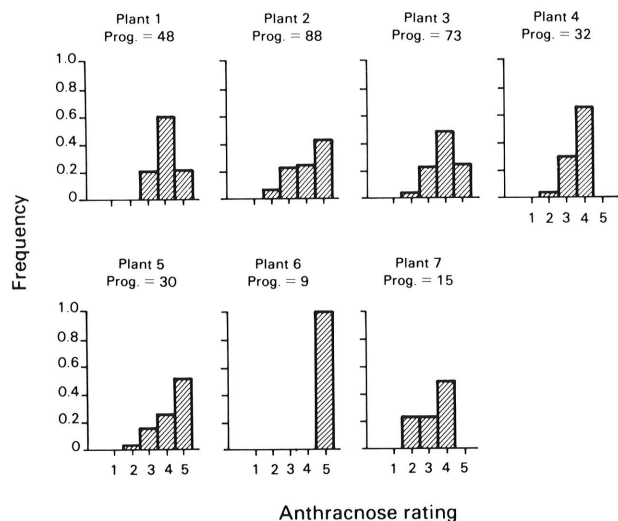 Plant 1
Prog. = 48
Plant 2
Prog. = 88
Plant 3
Prog. = 73
Plant 4
Prog. = 32
1.0
0.8
0.6
0.4
0.2
0
1 2 3 4 5
Frequency
Plant 5
Prog. = 30
Plant 6
Prog. = 9
Plant 7
Prog. = 15
1.0
0.8
0.6
0.4
0.2
0
1 2 3 4 5
1 2 3 4 5
1 2 3 4 5
Anthracnose rating